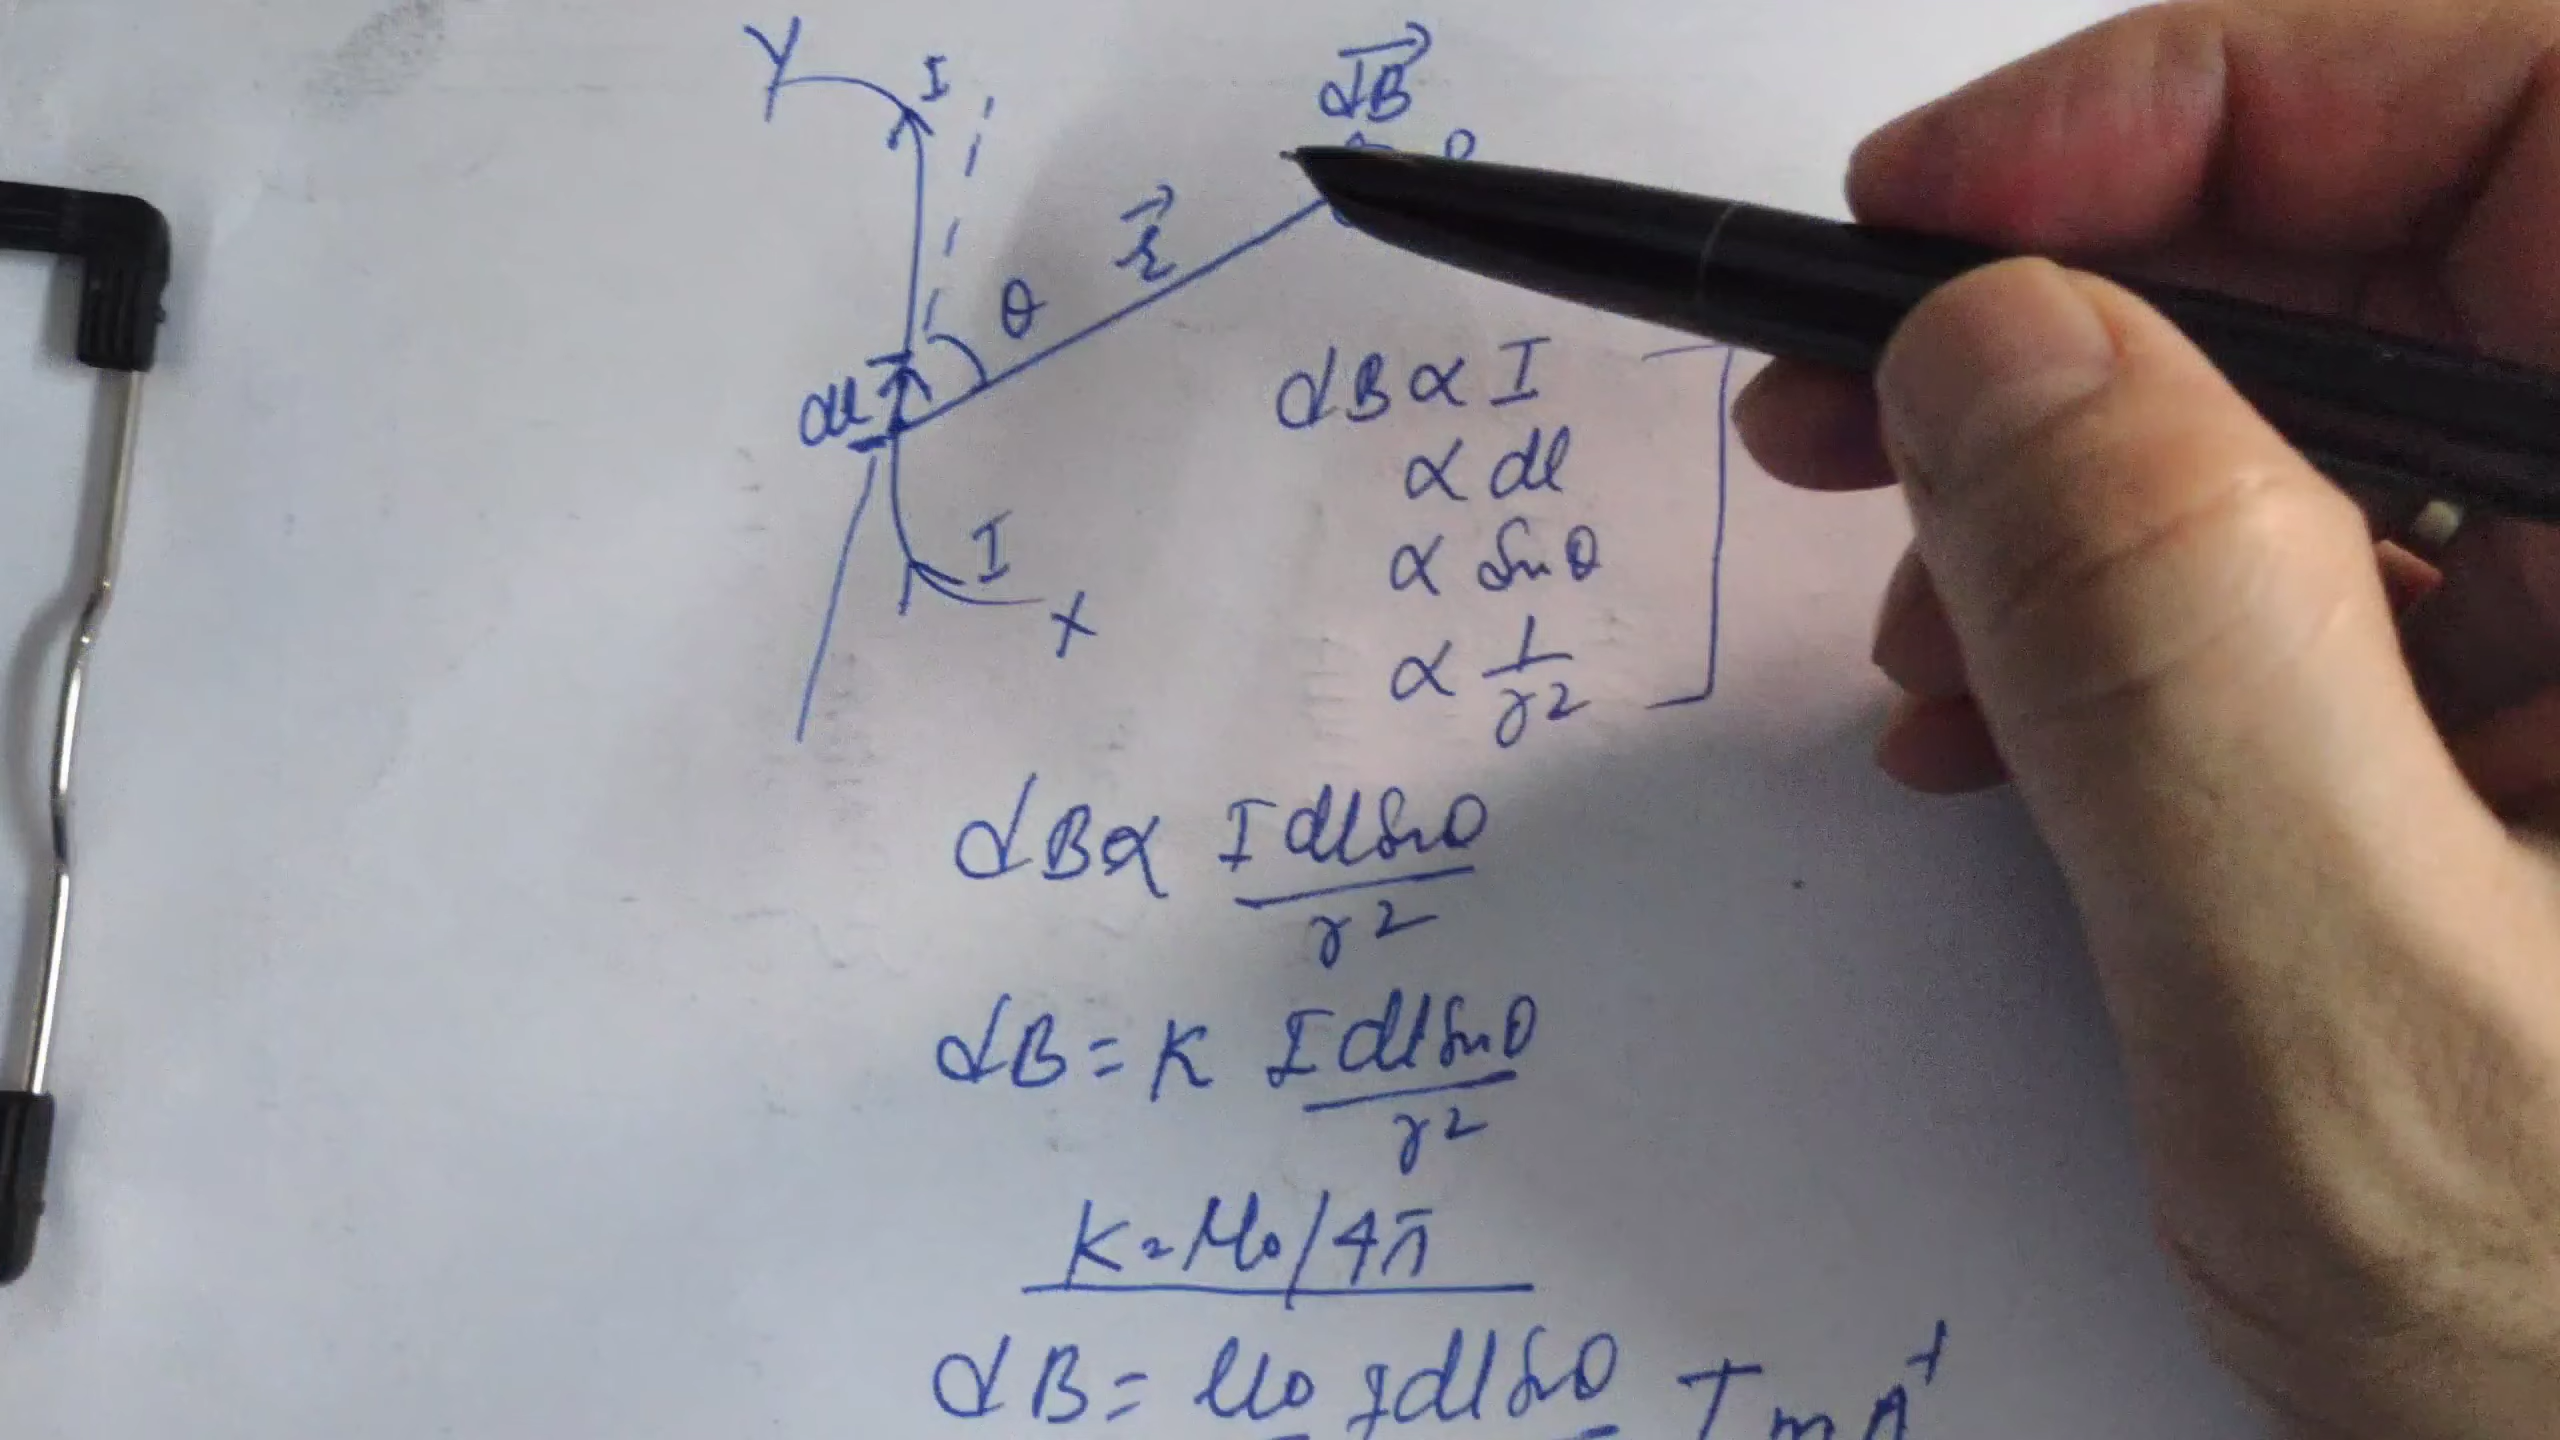 Y
I
dB
P
r
θ
dl
I
X
dB ∝ I
∝ dl
∝ Sinθ
∝ 1/r2
dB ∝ I dl Sinθ / r2
dB = K I dl Sinθ / r2
K = μ0/4π
dB = μ0 I dl Sinθ T m A-1